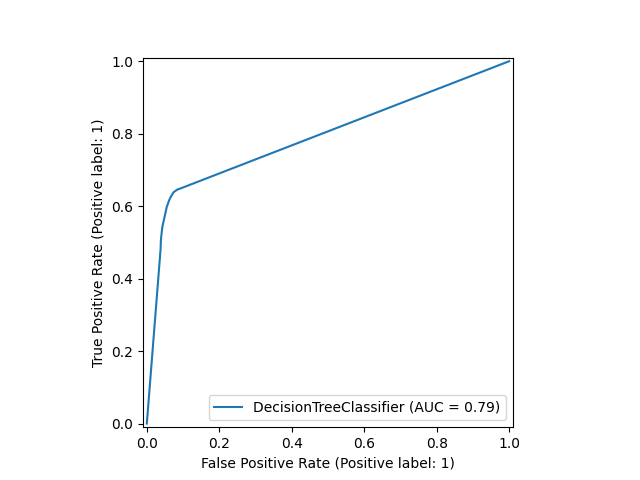 1.0
0.8
0.6
0.4
0.2
0.0
True Positive Rate (Positive label: 1)
DecisionTreeClassifier (AUC = 0.79)
0.0 0.2 0.4 0.6 0.8 1.0
False Positive Rate (Positive label: 1)